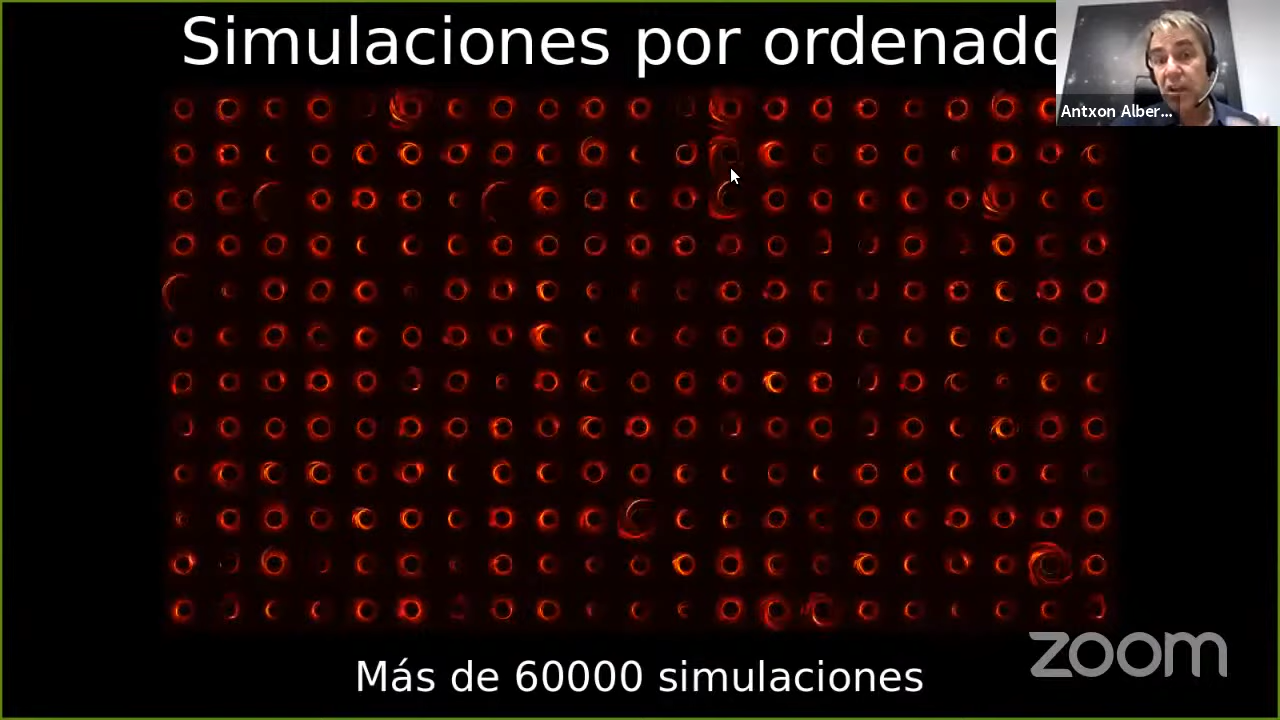 Simulaciones por ordenado
Antxon Alber...
Más de 60000 simulaciones
zoom